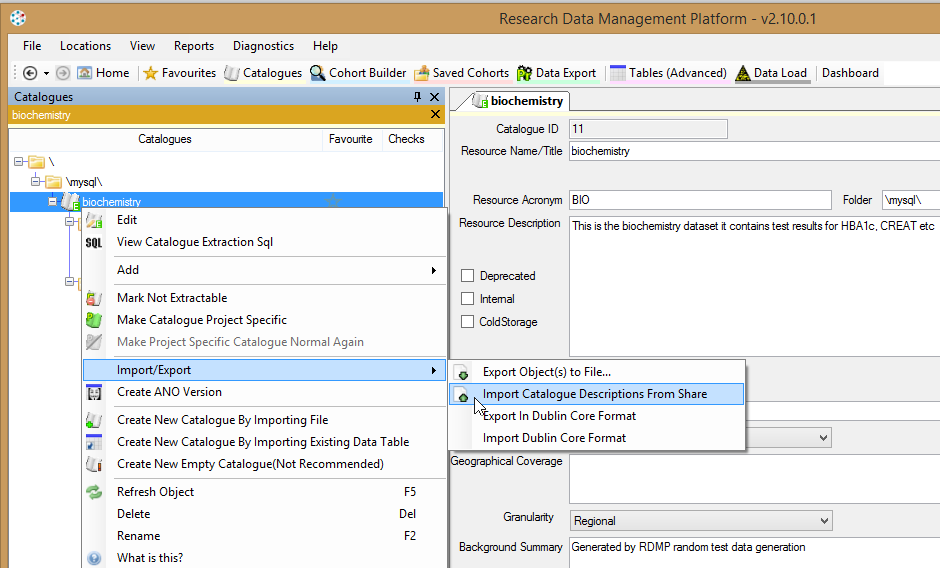 Research Data Management Platform - v2.10.0.1
File Locations View Reports Diagnostics Help
Home Favourites Catalogues Cohort Builder Saved Cohorts Data Export Tables (Advanced) Data Load Dashboard
Catalogues
biochemistry
Catalogues Favourite Checks
\
\mysql\
biochemistry
Edit
SQL View Catalogue Extraction Sql
Add
Mark Not Extractable
Make Catalogue Project Specific
Make Project Specific Catalogue Normal Again
Import/Export
Create ANO Version
Create New Catalogue By Importing File
Create New Catalogue By Importing Existing Data Table
Create New Empty Catalogue(Not Recommended)
Refresh Object F5
Delete Del
Rename F2
What is this?
Export Object(s) to File...
Import Catalogue Descriptions From Share
Export In Dublin Core Format
Import Dublin Core Format
biochemistry
Catalogue ID 11
Resource Name/Title biochemistry
Resource Acronym BIO Folder \mysql\
Resource Description This is the biochemistry dataset it contains test results for HBA1c, CREAT etc
Deprecated
Internal
ColdStorage
Geographical Coverage
Granularity Regional
Background Summary Generated by RDMP random test data generation